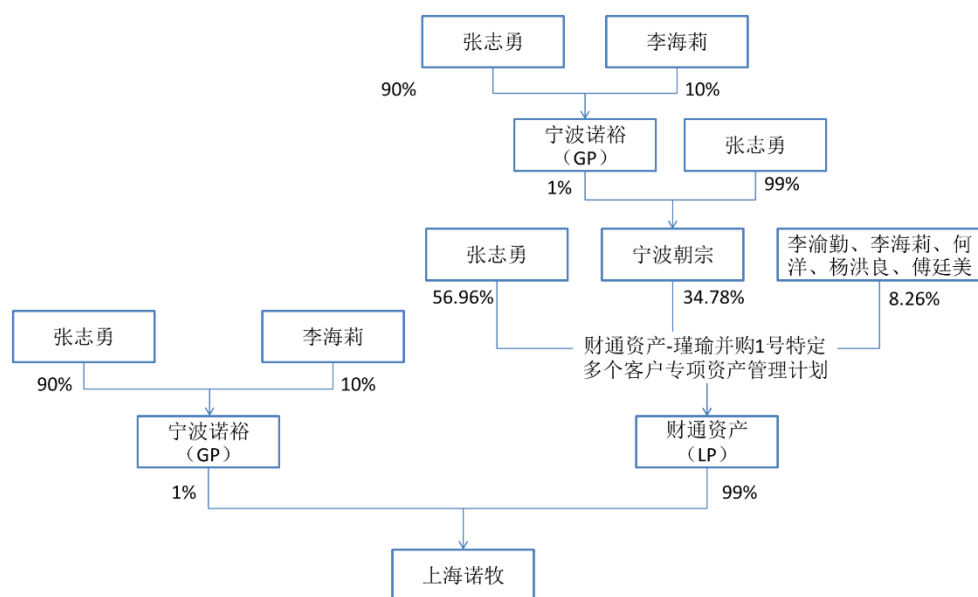 张志勇
李海莉
90%
10%
宁波诺裕
（GP）
张志勇
1%
99%
张志勇
宁波朝宗
李渝勤、李海莉、何
洋、杨洪良、傅廷美
56.96%
34.78%
8.26%
张志勇
李海莉
财通资产-瑾瑜并购1号特定
多个客户专项资产管理计划
90%
10%
宁波诺裕
（GP）
财通资产
（LP）
1%
99%
上海诺牧